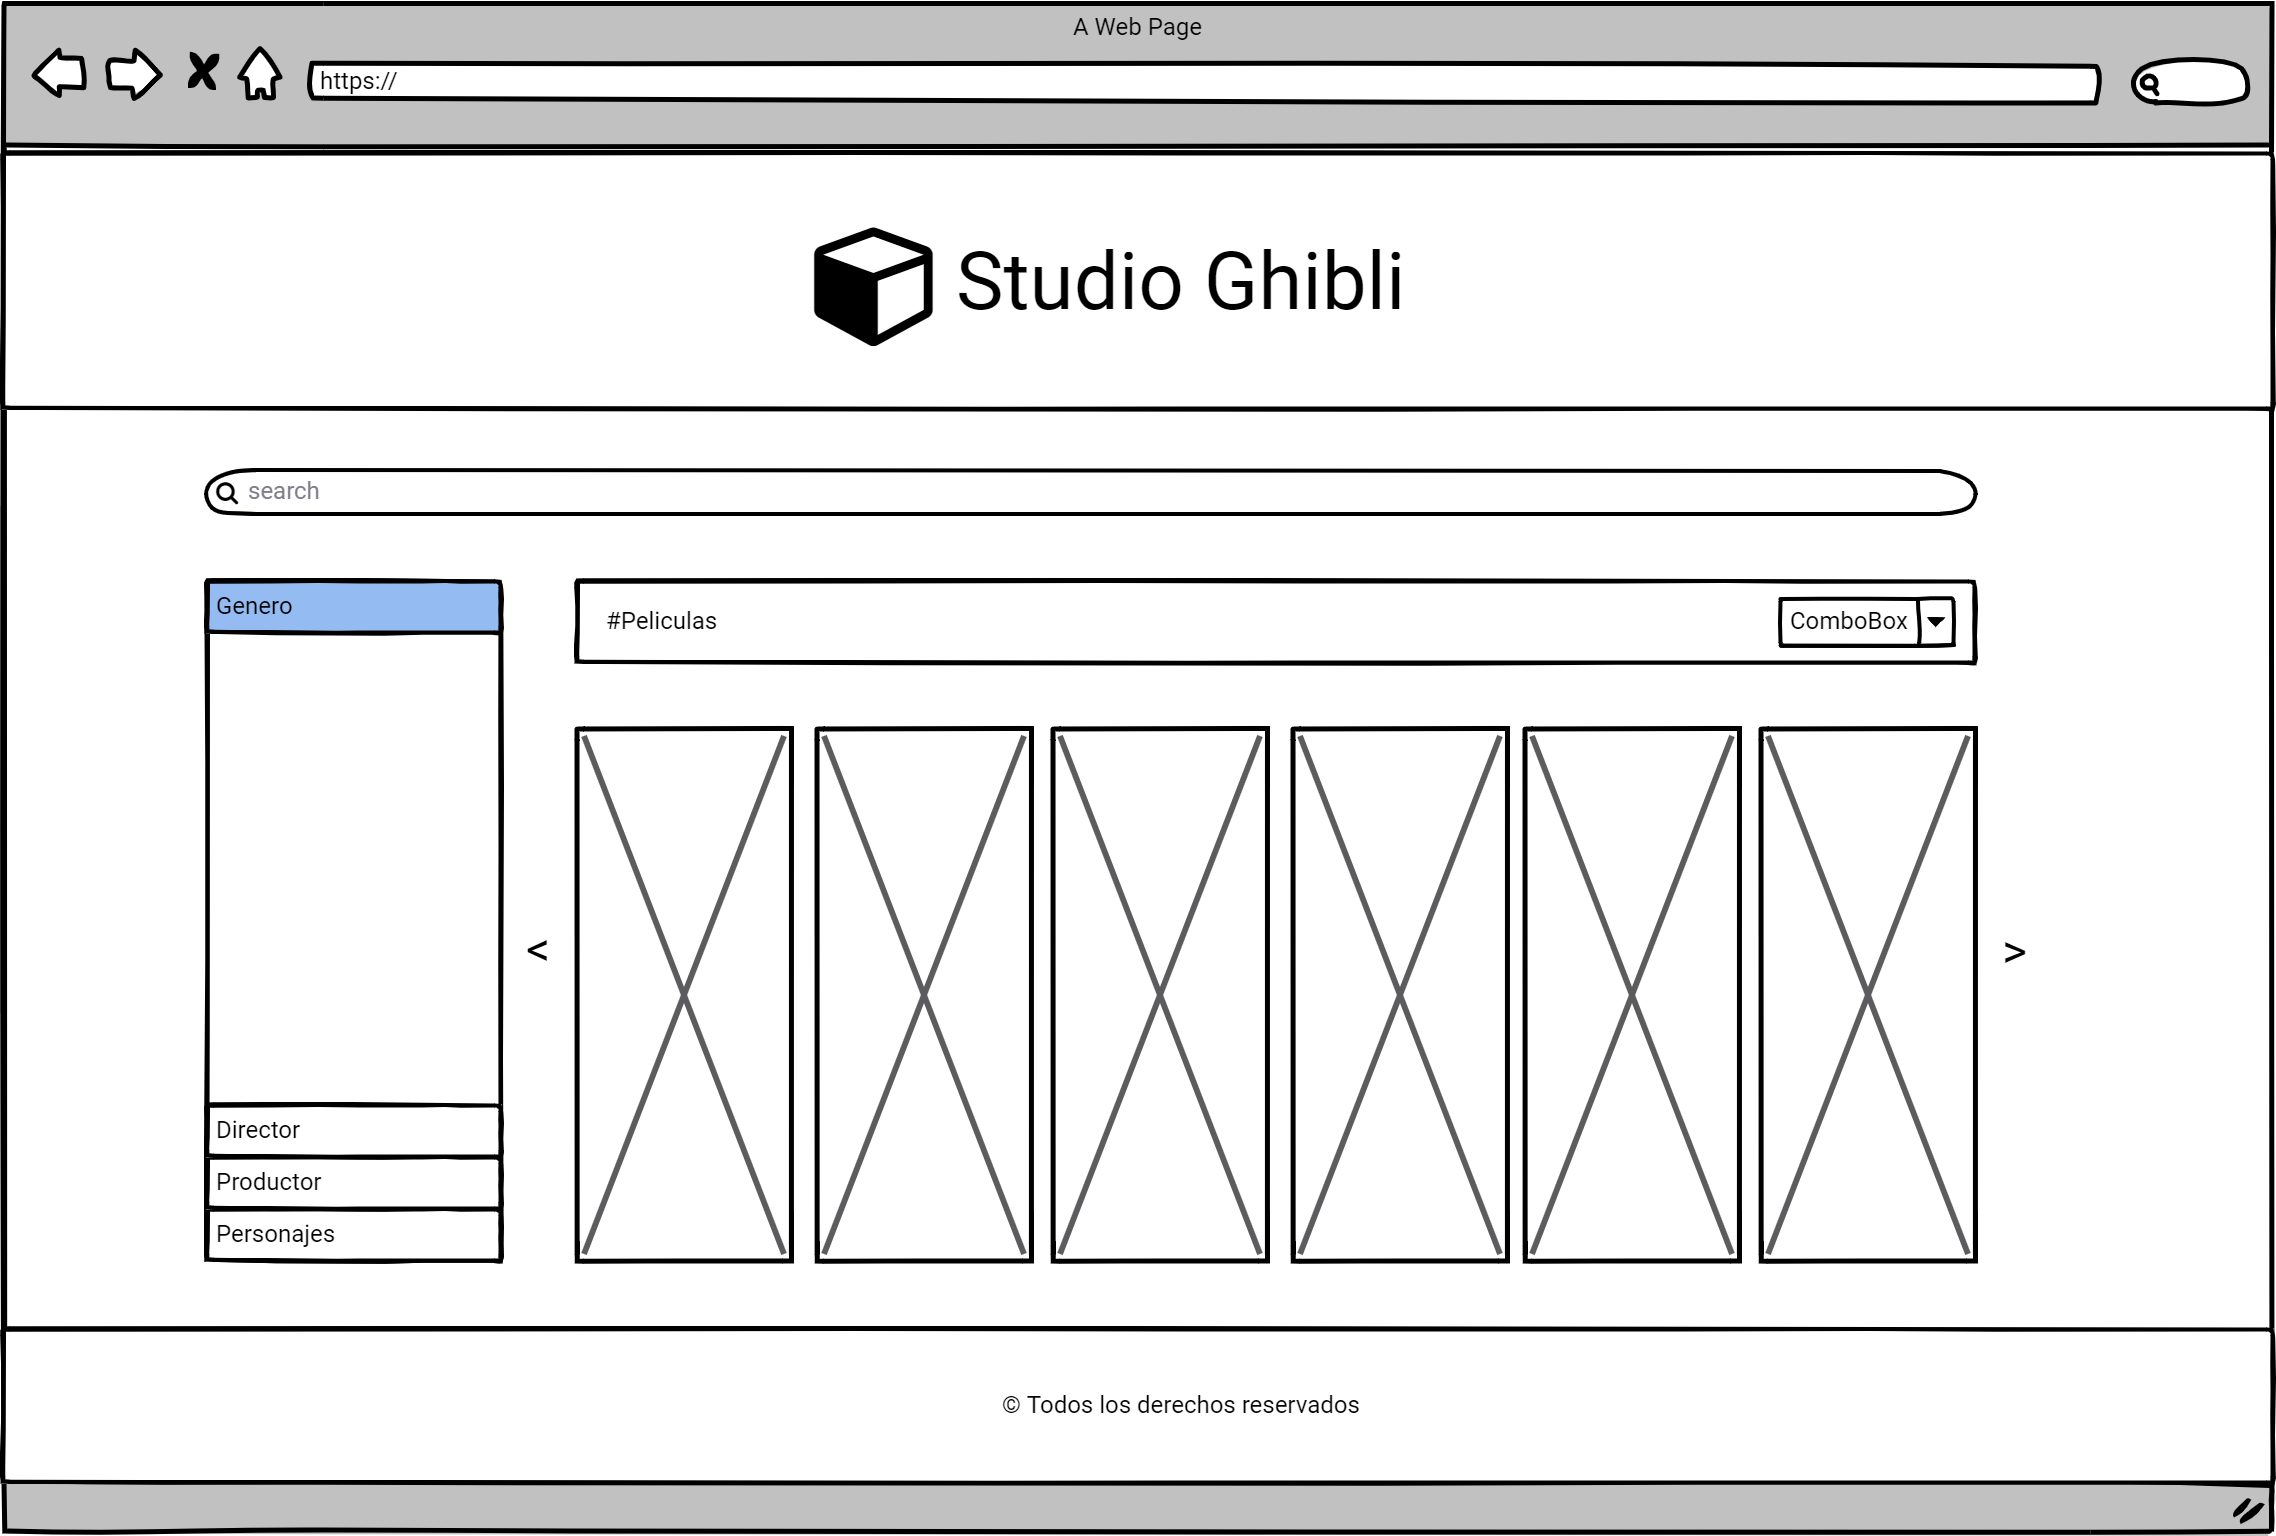 A Web Page
https://
Studio Ghibli
search
Genero
Director
Productor
Personajes
#Peliculas
ComboBox
<
>
© Todos los derechos reservados